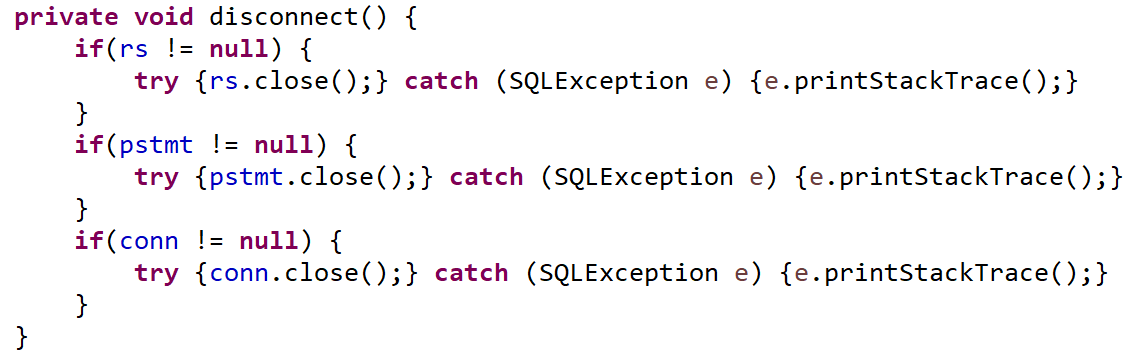 private void disconnect() {
    if(rs != null) {
        try {rs.close();} catch (SQLException e) {e.printStackTrace();}
    }
    if(pstmt != null) {
        try {pstmt.close();} catch (SQLException e) {e.printStackTrace();}
    }
    if(conn != null) {
        try {conn.close();} catch (SQLException e) {e.printStackTrace();}
    }
}